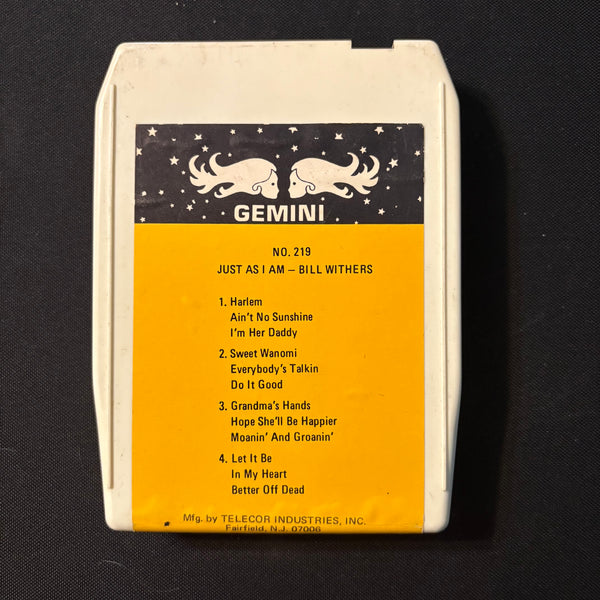 GEMINI
NO. 219
JUST AS I AM – BILL WITHERS
1. Harlem
Ain't No Sunshine
I'm Her Daddy
2. Sweet Wanomi
Everybody's Talkin
Do It Good
3. Grandma's Hands
Hope She'll Be Happier
Moanin' And Groanin'
4. Let It Be
In My Heart
Better Off Dead
Mfg. by TELECOR INDUSTRIES, INC.
Fairfield, N.J. 07006